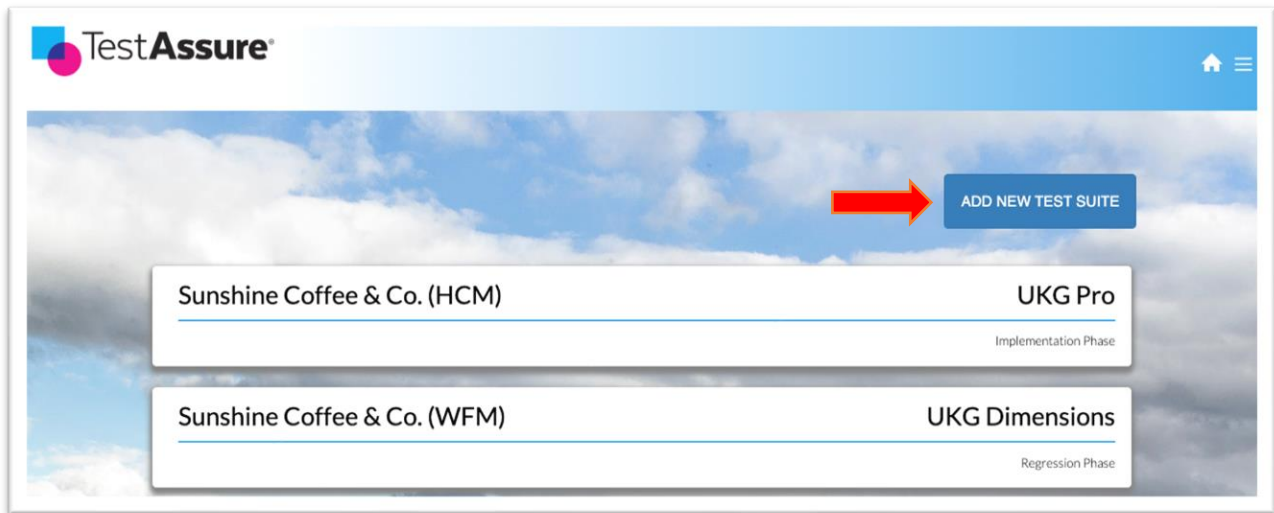 TestAssure®
ADD NEW TEST SUITE
Sunshine Coffee & Co. (HCM)
UKG Pro
Implementation Phase
Sunshine Coffee & Co. (WFM)
UKG Dimensions
Regression Phase